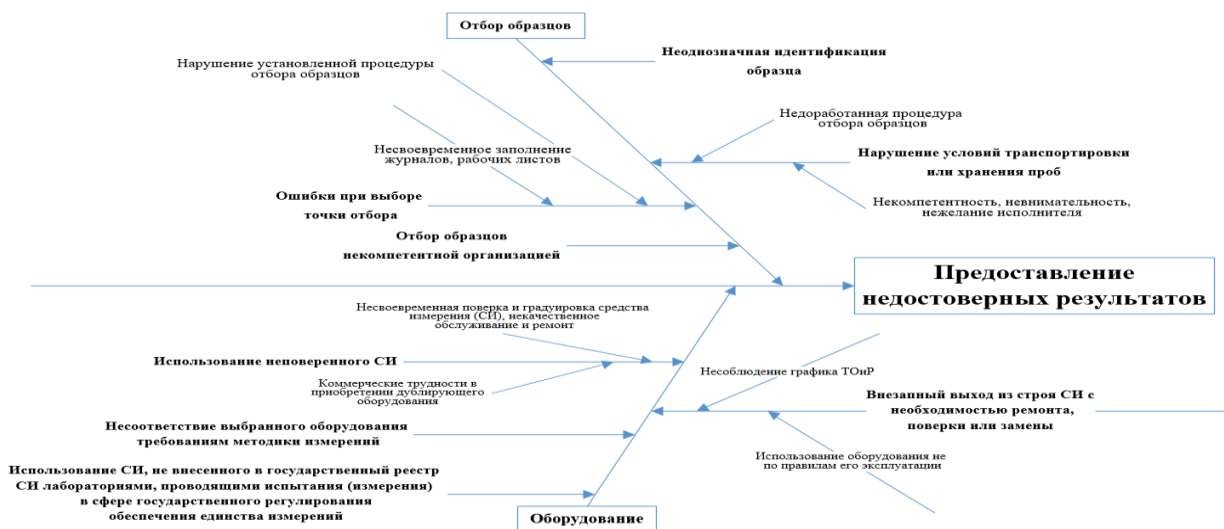 Отбор образцов
Неоднозначная идентификация
образца
Нарушение установленной процедуры
отбора образцов
Недоработанная процедура
отбора образцов
Несвоевременное заполнение
журналов, рабочих листов
Нарушение условий транспортировки
или хранения проб
Ошибки при выборе
точки отбора
Некомпетентность, невнимательность,
нежелание исполнителя
Отбор образцов
некомпетентной организацией
Предоставление
недостоверных результатов
Несвоевременная поверка и градуировка средства
измерения (СИ), некачественное
обслуживание и ремонт
Использование неповеренного СИ
Несоблюдение графика ТОиР
Коммерческие трудности в
приобретении дублирующего
оборудования
Внезапный выход из строя СИ с
необходимостью ремонта,
поверки или замены
Несоответствие выбранного оборудования
требованиям методики измерений
Использование оборудования не
по правилам его эксплуатации
Использование СИ, не внесенного в государственный реестр
СИ лабораториями, проводящими испытания (измерения)
в сфере государственного регулирования
обеспечения единства измерений
Оборудование